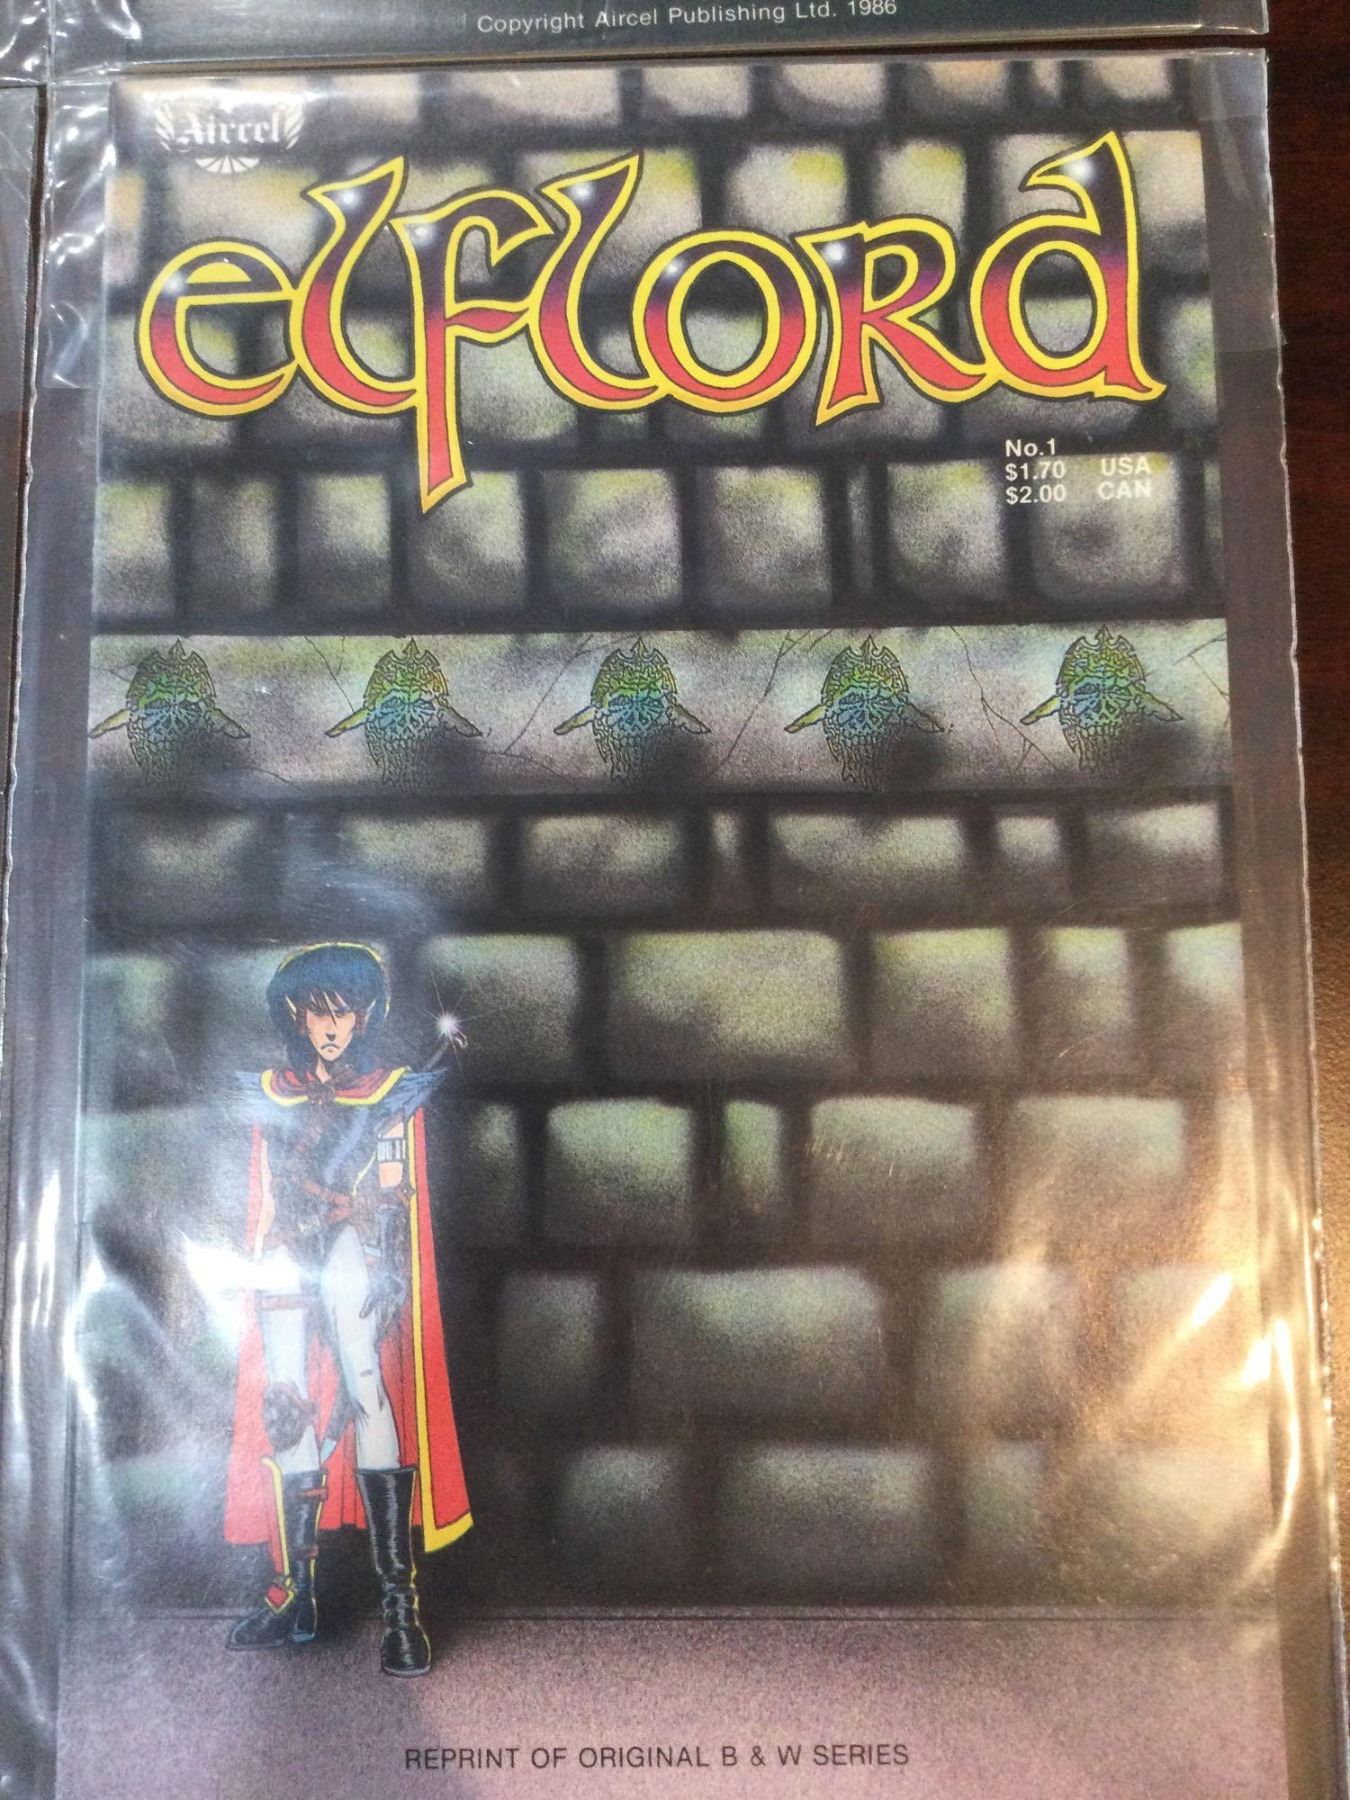 Copyright Aircel Publishing Ltd. 1986
Aircel
elflord
No.1
$1.70 USA
$2.00 CAN
REPRINT OF ORIGINAL B & W SERIES